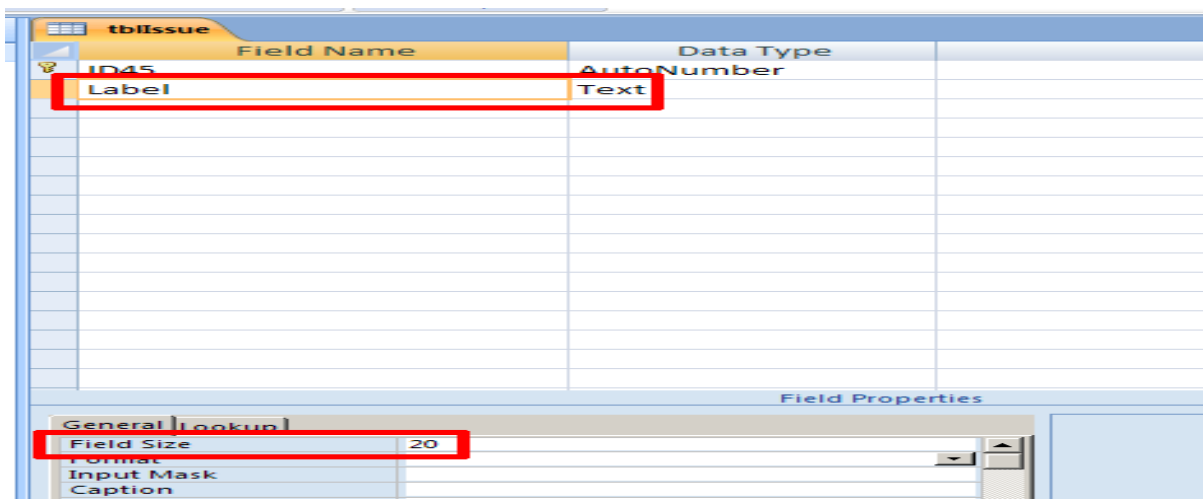 tblIssue
Field Name Data Type
ID45 AutoNumber
Label Text
Field Properties
General Lookup
Field Size 20
Format
Input Mask
Caption